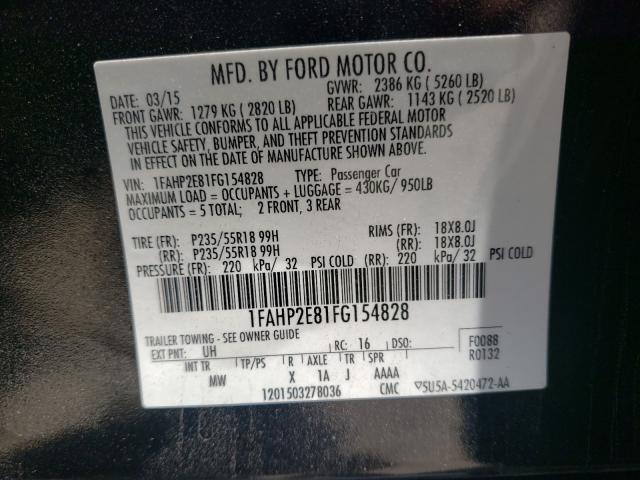 MFD. BY FORD MOTOR CO.
DATE: 03/15 GVWR: 2386 KG ( 5260 LB)
FRONT GAWR: 1279 KG ( 2820 LB) REAR GAWR: 1143 KG ( 2520 LB)
THIS VEHICLE CONFORMS TO ALL APPLICABLE FEDERAL MOTOR
VEHICLE SAFETY, BUMPER, AND THEFT PREVENTION STANDARDS
IN EFFECT ON THE DATE OF MANUFACTURE SHOWN ABOVE.
VIN: 1FAHP2E81FG154828 TYPE: Passenger Car
MAXIMUM LOAD = OCCUPANTS + LUGGAGE = 430KG/ 950LB
OCCUPANTS = 5 TOTAL; 2 FRONT, 3 REAR
TIRE (FR): P235/55R18 99H RIMS (FR): 18X8.0J
(RR): P235/55R18 99H (RR): 18X8.0J
PRESSURE (FR): 220 kPa/ 32 PSI COLD (RR): 220 kPa/ 32 PSI COLD
1FAHP2E81FG154828
TRAILER TOWING - SEE OWNER GUIDE
EXT PNT: UH RC: 16 DSO: F0088
INT TR TP/PS R AXLE TR SPR R0132
MW X 1A J AAAA
1201503278036 CMC 5U5A-5420472-AA